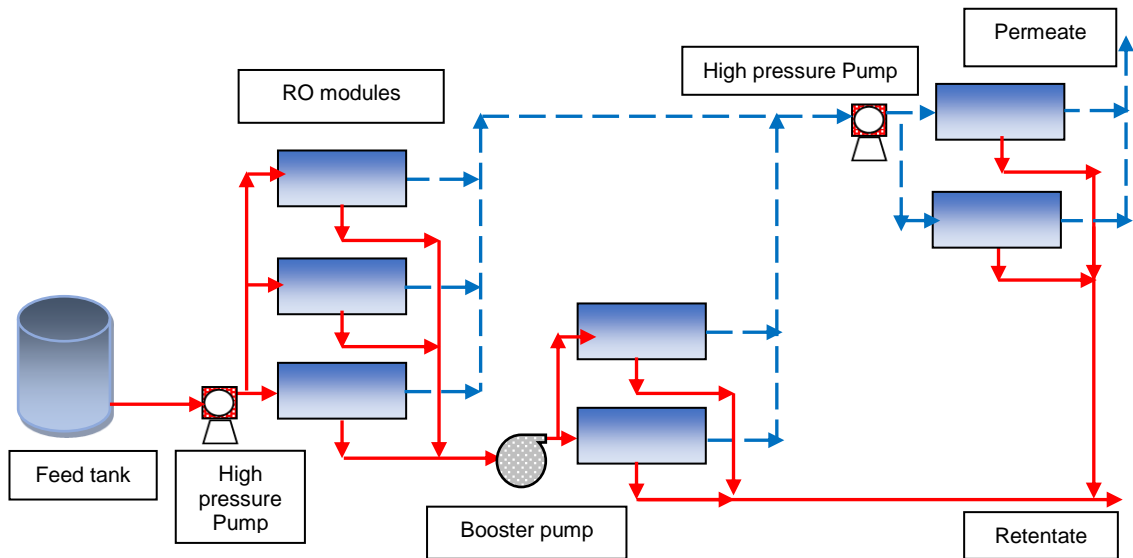 Permeate
High pressure Pump
RO modules
Feed tank
High
pressure
Pump
Booster pump
Retentate